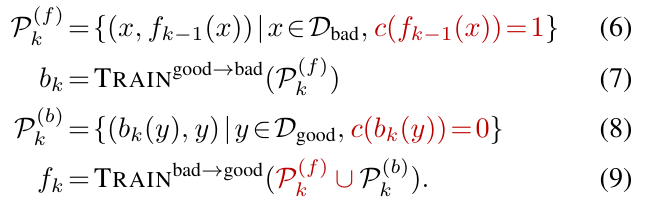 P_k^(f) = {(x, f_{k−1}(x)) | x ∈ D_bad, c(f_{k−1}(x)) = 1} (6)
b_k = TRAIN^{good→bad}(P_k^(f)) (7)
P_k^(b) = {(b_k(y), y) | y ∈ D_good, c(b_k(y)) = 0} (8)
f_k = TRAIN^{bad→good}(P_k^(f) ∪ P_k^(b)). (9)